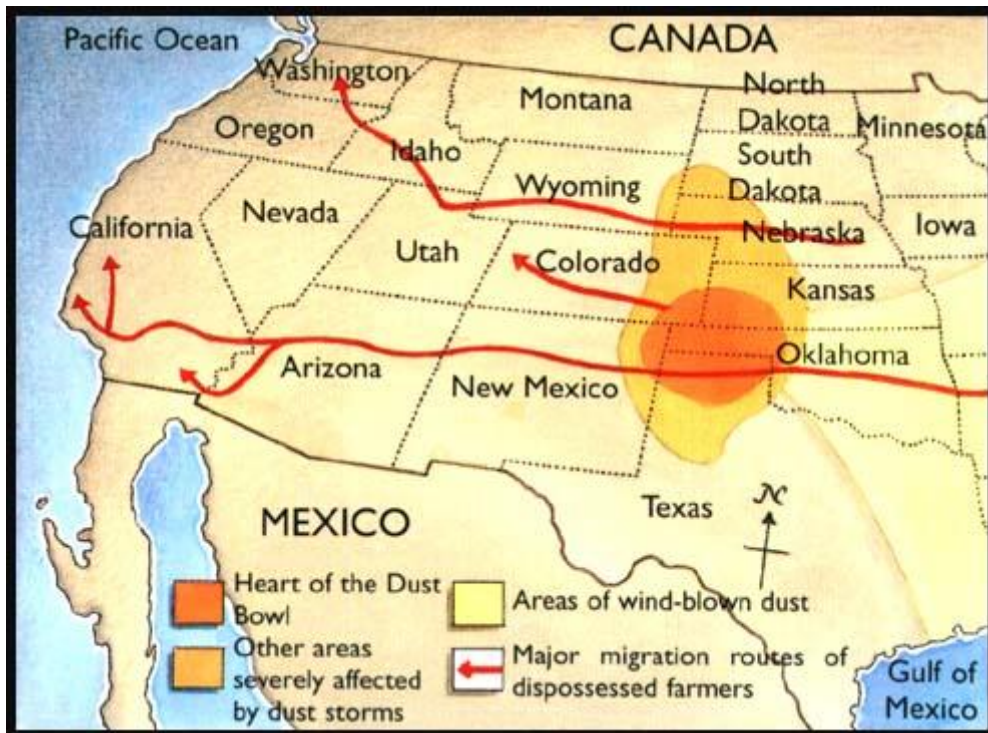 Pacific Ocean
CANADA
Washington
Montana
North
Dakota
Minnesota
Oregon
Idaho
South
Dakota
Wyoming
California
Nevada
Utah
Colorado
Nebraska
Iowa
Kansas
Arizona
New Mexico
Oklahoma
Texas
N
MEXICO
Heart of the Dust
Bowl
Other areas
severely affected
by dust storms
Areas of wind-blown dust
Major migration routes of
dispossessed farmers
Gulf of
Mexico